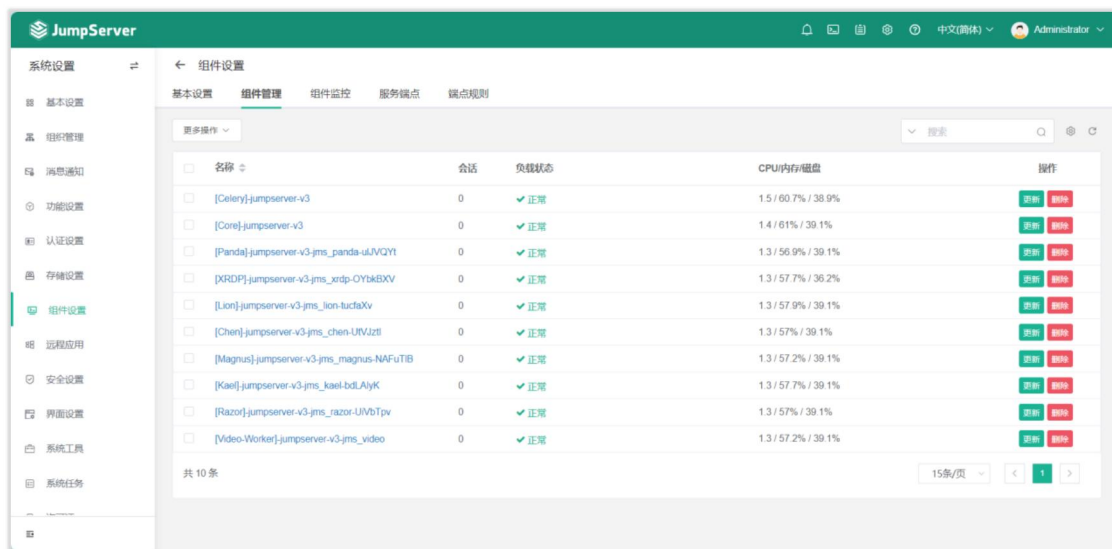 JumpServer
中文(简体)
Administrator
系统设置
组件设置
基本设置
组件管理
组件监控
服务端点
端点规则
基本设置
组织管理
消息通知
功能设置
认证设置
存储设置
组件设置
远程应用
安全设置
界面设置
系统工具
系统任务
更多操作
搜索
名称 会话 负载状态 CPU/内存/磁盘 操作
[Celery]-jumpserver-v3 0 正常 1.5 / 60.7% / 38.9% 更新 删除
[Core]-jumpserver-v3 0 正常 1.4 / 61% / 39.1% 更新 删除
[Panda]-jumpserver-v3-jms_panda-ulJVQYt 0 正常 1.3 / 56.9% / 39.1% 更新 删除
[XRDP]-jumpserver-v3-jms_xrdp-OYbkBXV 0 正常 1.3 / 57.7% / 36.2% 更新 删除
[Lion]-jumpserver-v3-jms_lion-tucfaXv 0 正常 1.3 / 57.9% / 39.1% 更新 删除
[Chen]-jumpserver-v3-jms_chen-UtVJztI 0 正常 1.3 / 57% / 39.1% 更新 删除
[Magnus]-jumpserver-v3-jms_magnus-NAFuTIB 0 正常 1.3 / 57.2% / 39.1% 更新 删除
[Kael]-jumpserver-v3-jms_kael-bdLAiyK 0 正常 1.3 / 57.7% / 39.1% 更新 删除
[Razor]-jumpserver-v3-jms_razor-UiVbTpv 0 正常 1.3 / 57% / 39.1% 更新 删除
[Video-Worker]-jumpserver-v3-jms_video 0 正常 1.3 / 57.2% / 39.1% 更新 删除
共 10 条
15条/页
1